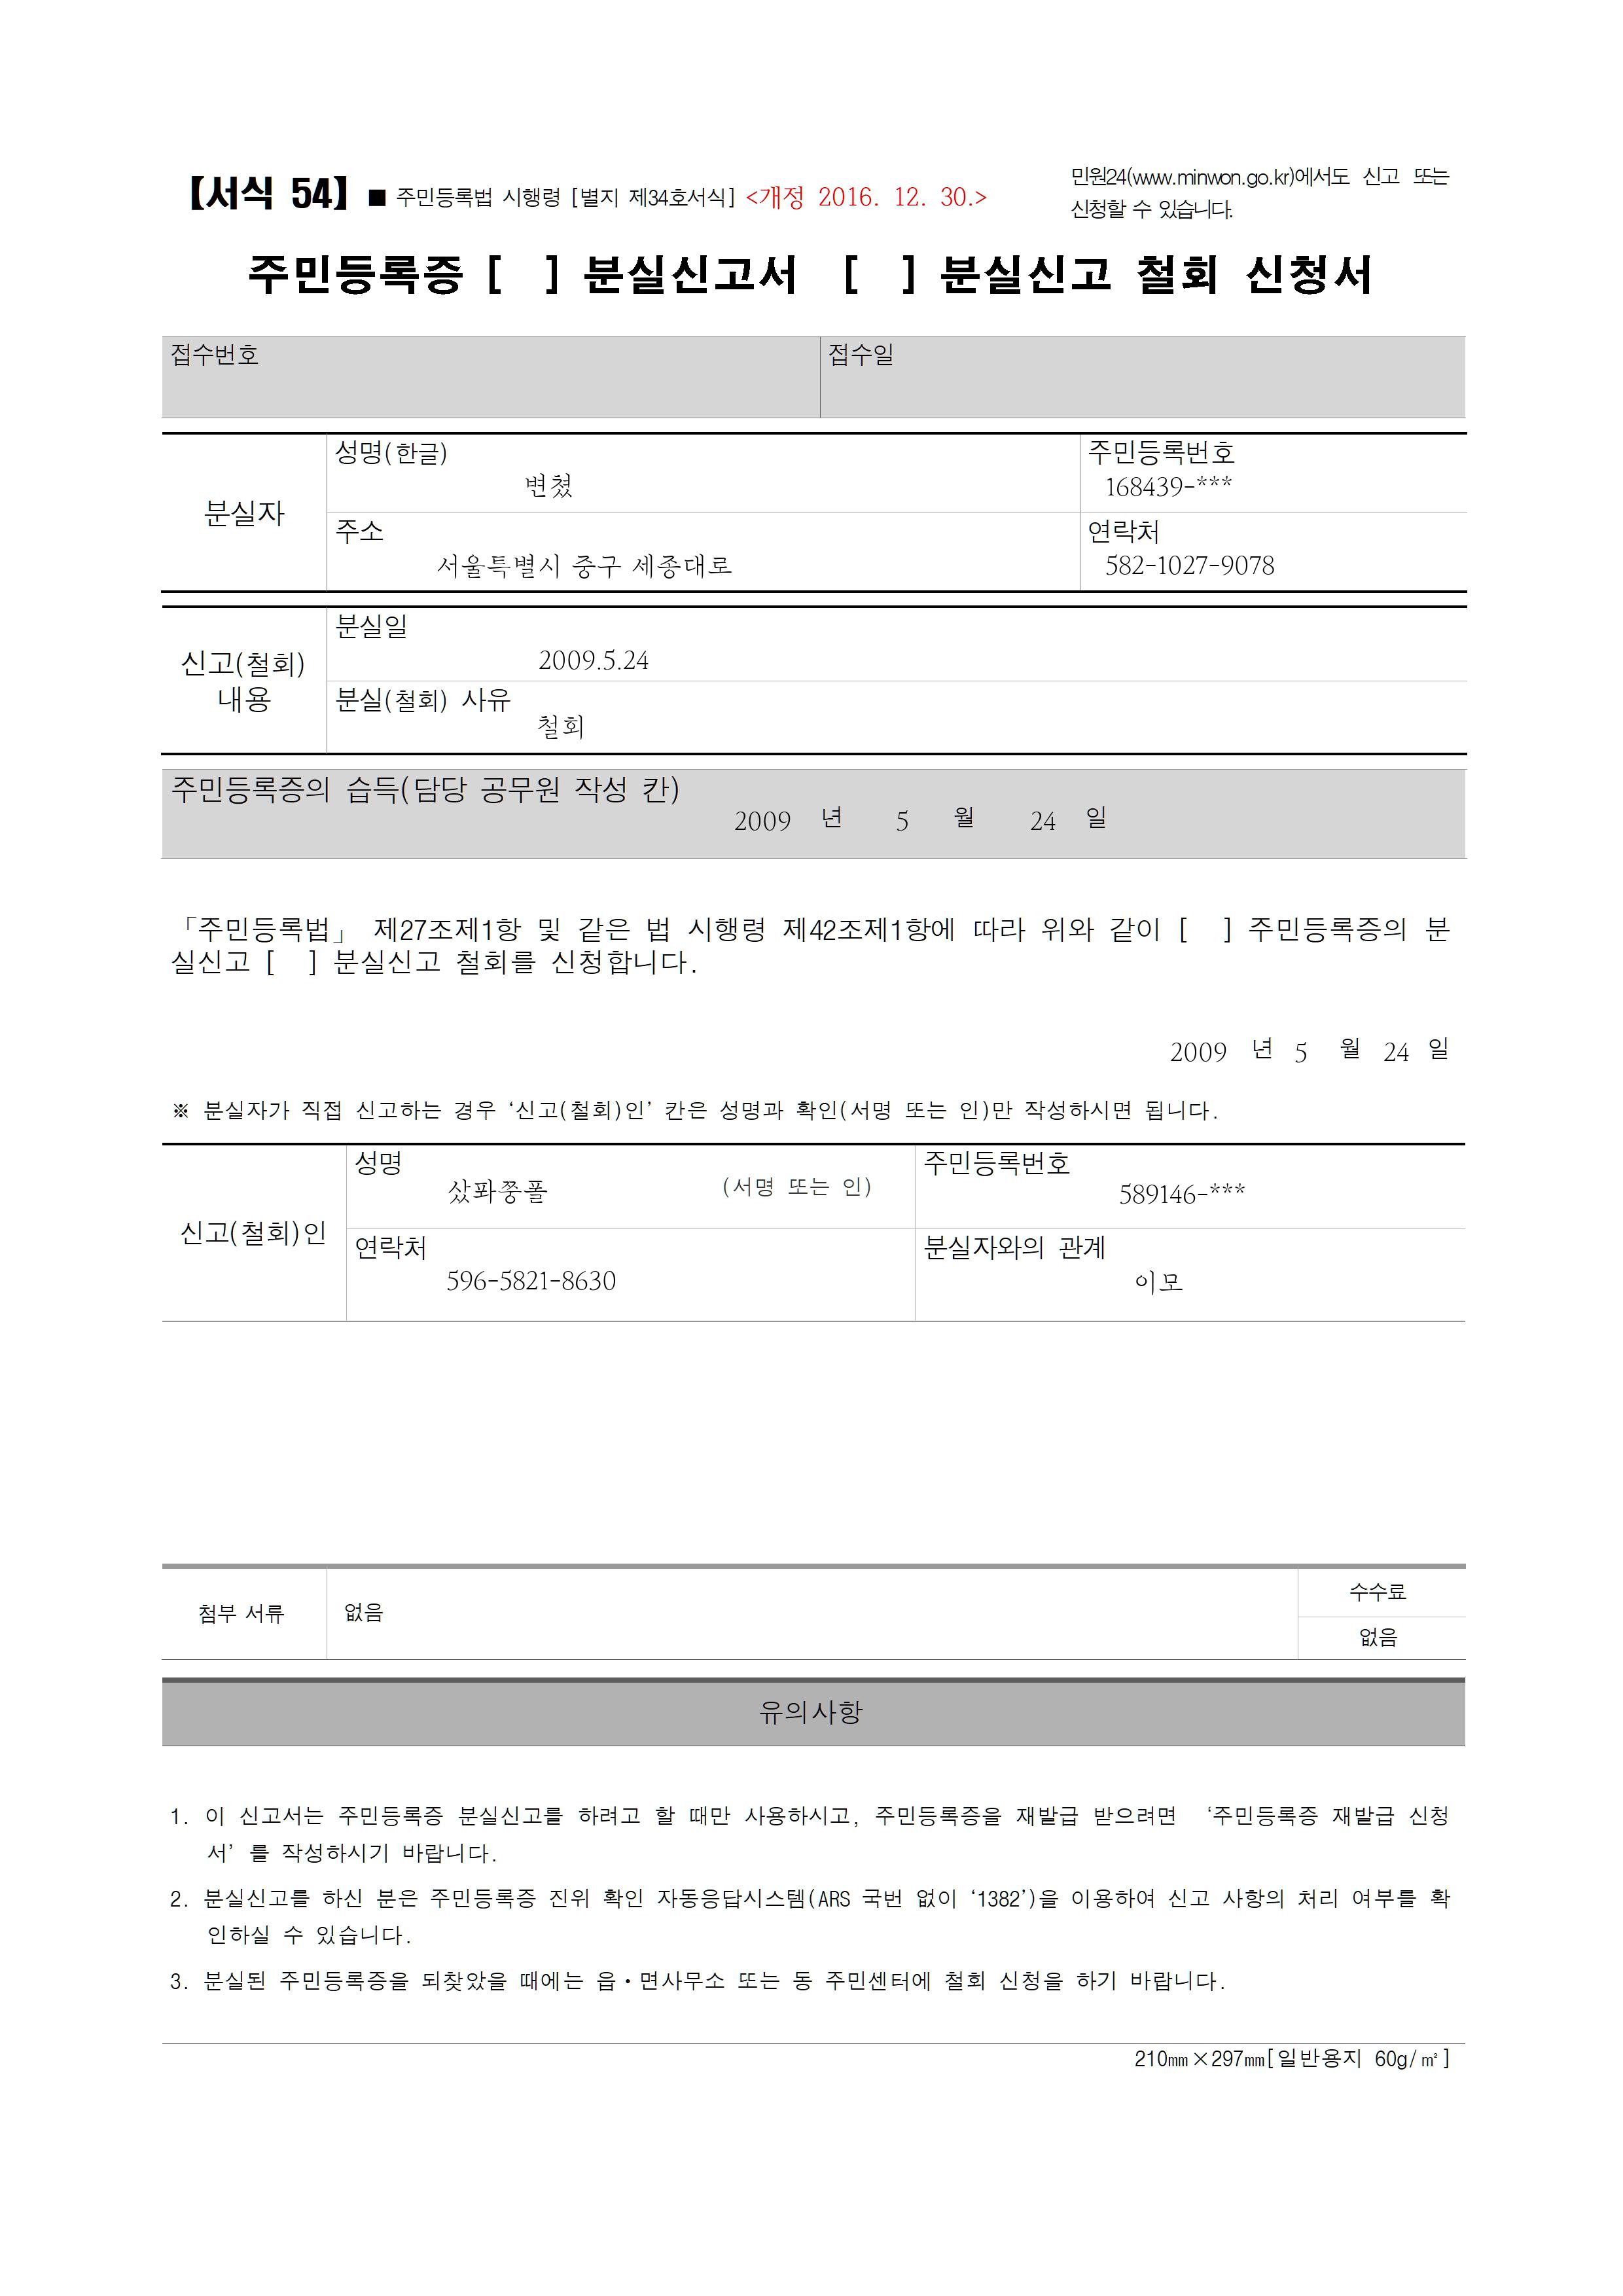 【서식 54】 ■ 주민등록법 시행령 [별지 제34호서식] <개정 2016. 12. 30.>
민원24(www.minwon.go.kr)에서도 신고 또는
신청할 수 있습니다.
주민등록증 [ ] 분실신고서 [ ] 분실신고 철회 신청서
접수번호 접수일
성명(한글) 주민등록번호
변쳤 168439-***
분실자
주소 연락처
서울특별시 중구 세종대로 582-1027-9078
분실일
2009.5.24
신고(철회)
내용
분실(철회) 사유
철회
주민등록증의 습득(담당 공무원 작성 칸)
2009 년 5 월 24 일
「주민등록법」 제27조제1항 및 같은 법 시행령 제42조제1항에 따라 위와 같이 [ ] 주민등록증의 분
실신고 [ ] 분실신고 철회를 신청합니다.
2009 년 5 월 24 일
※ 분실자가 직접 신고하는 경우 ‘신고(철회)인’ 칸은 성명과 확인(서명 또는 인)만 작성하시면 됩니다.
성명 주민등록번호
샀퐈쭝폴 (서명 또는 인) 589146-***
신고(철회)인
연락처 분실자와의 관계
596-5821-8630 이모
첨부 서류 없음 수수료
없음
유의사항
1. 이 신고서는 주민등록증 분실신고를 하려고 할 때만 사용하시고, 주민등록증을 재발급 받으려면 ‘주민등록증 재발급 신청
서’를 작성하시기 바랍니다.
2. 분실신고를 하신 분은 주민등록증 진위 확인 자동응답시스템(ARS 국번 없이 ‘1382’)을 이용하여 신고 사항의 처리 여부를 확
인하실 수 있습니다.
3. 분실된 주민등록증을 되찾았을 때에는 읍·면사무소 또는 동 주민센터에 철회 신청을 하기 바랍니다.
210㎜×297㎜[일반용지 60g/㎡]